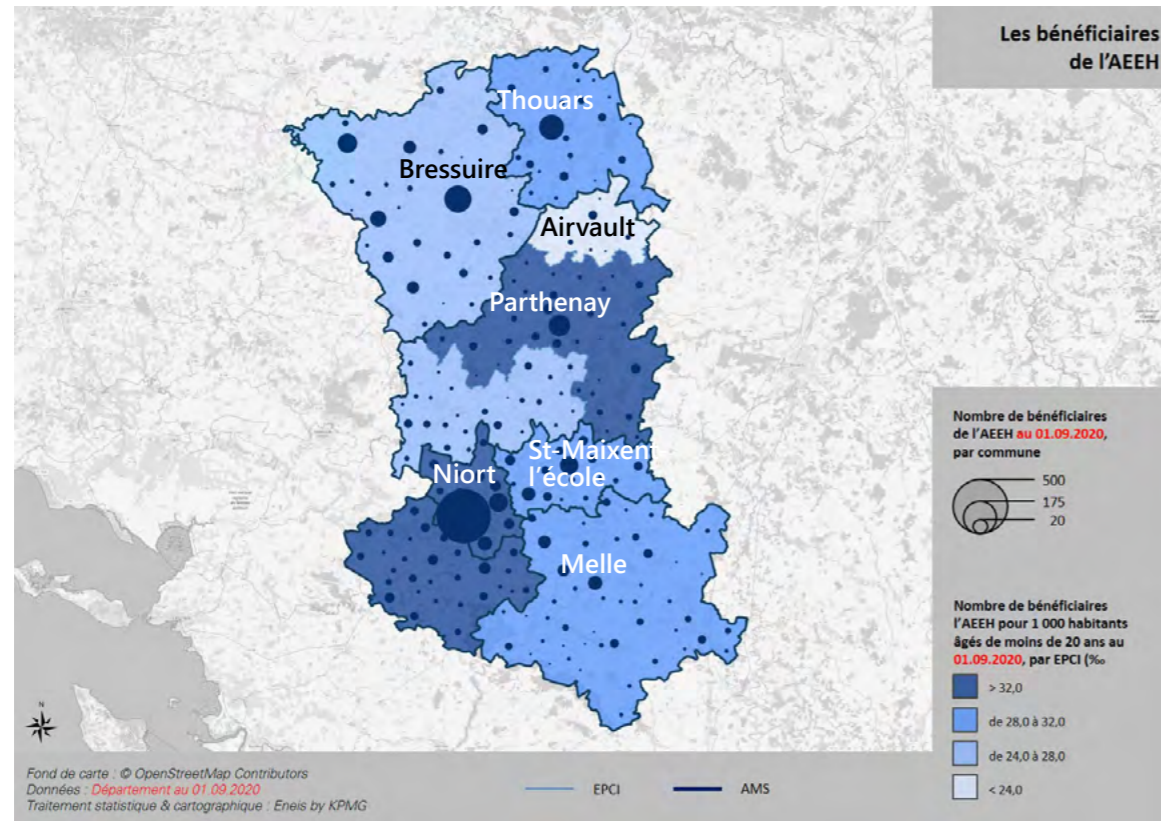 Les bénéficiaires
de l'AEEH
Thouars
Bressuire
Airvault
Parthenay
St-Maixent
l'école
Niort
Melle
Nombre de bénéficiaires
de l'AEEH au 01.09.2020,
par commune
500
175
20
Nombre de bénéficiaires
l'AEEH pour 1 000 habitants
âgés de moins de 20 ans au
01.09.2020, par EPCI (‰
> 32,0
de 28,0 à 32,0
de 24,0 à 28,0
< 24,0
N
Fond de carte : © OpenStreetMap Contributors
Données : Département au 01.09.2020
Traitement statistique & cartographique : Eneis by KPMG
EPCI
AMS